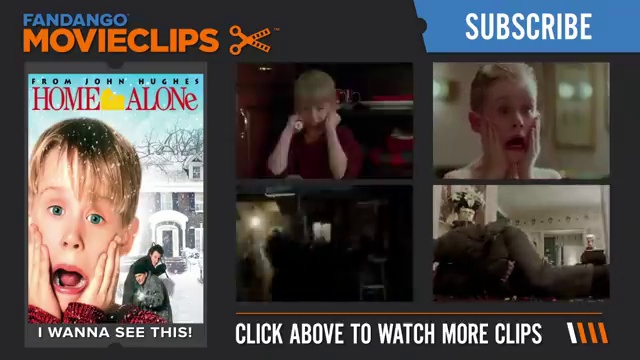 FANDANGO
MOVIECLIPS
SUBSCRIBE
FROM JOHN HUGHES
HOME ALONe
I WANNA SEE THIS!
CLICK ABOVE TO WATCH MORE CLIPS